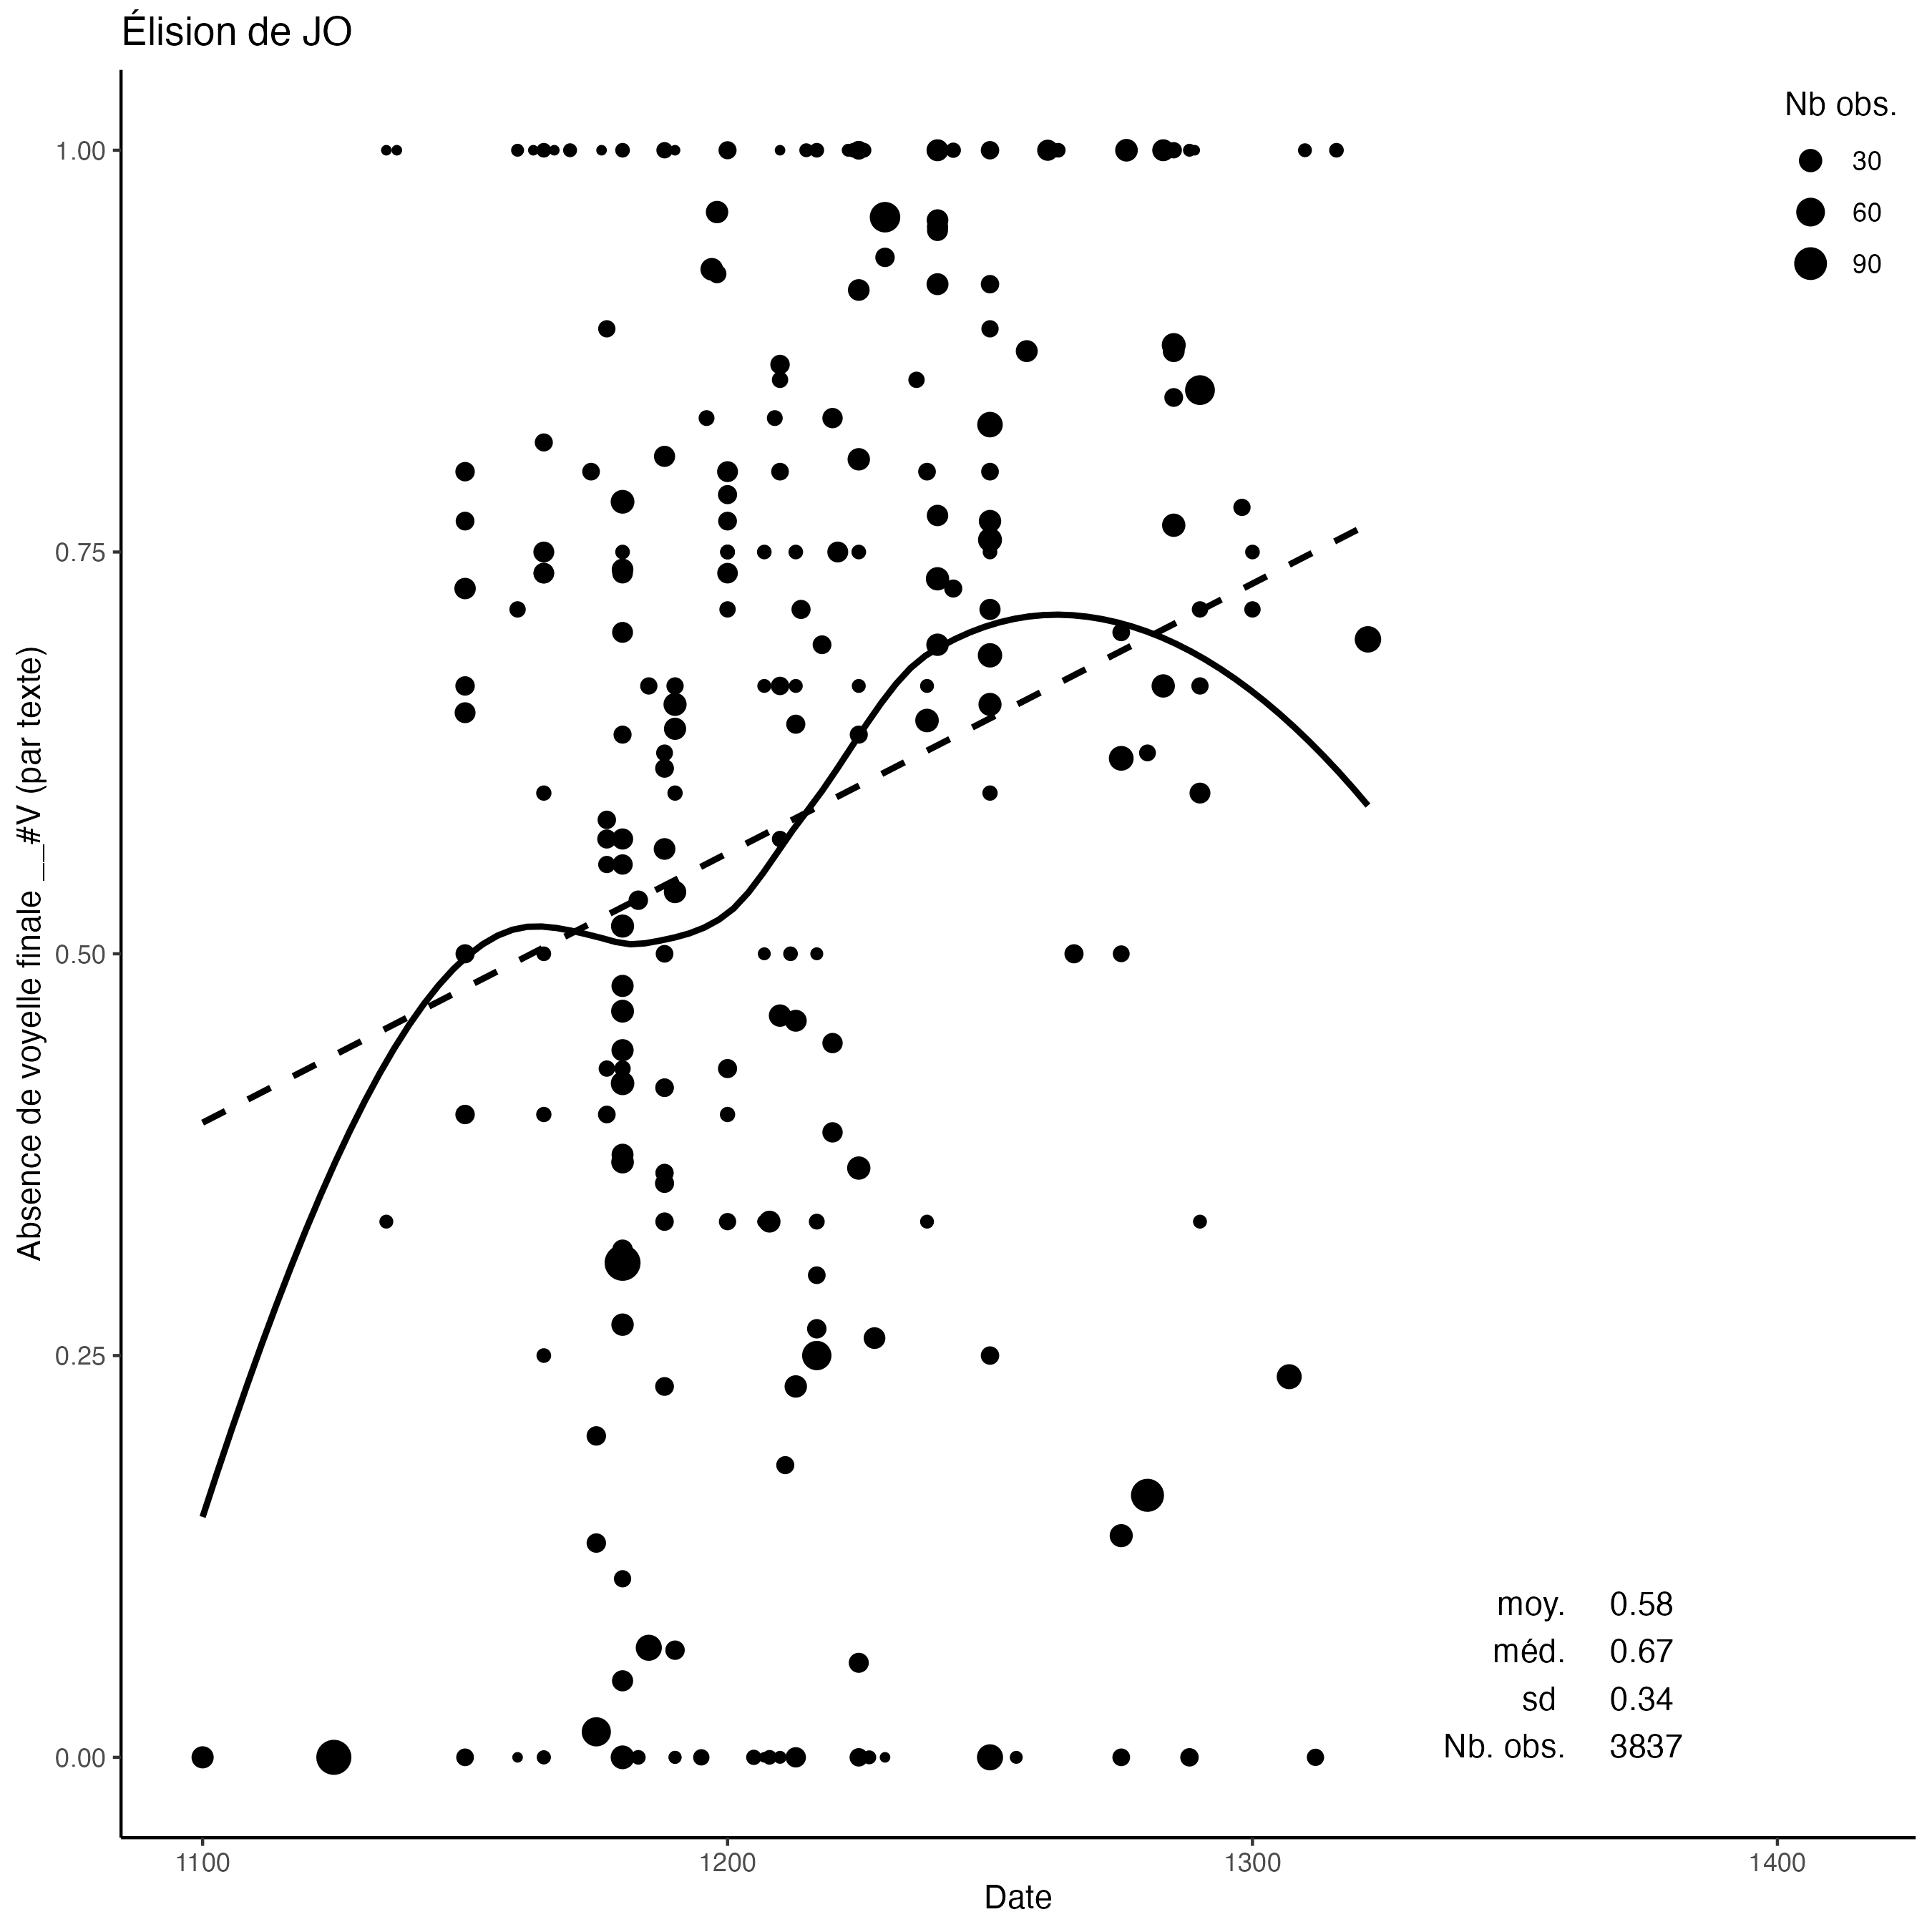 Élision de JO
Nb obs.
30
60
90
1.00
0.75
0.50
0.25
0.00
Absence de voyelle finale __#V (par texte)
moy. 0.58
méd. 0.67
sd 0.34
Nb. obs. 3837
1100 1200 1300 1400
Date